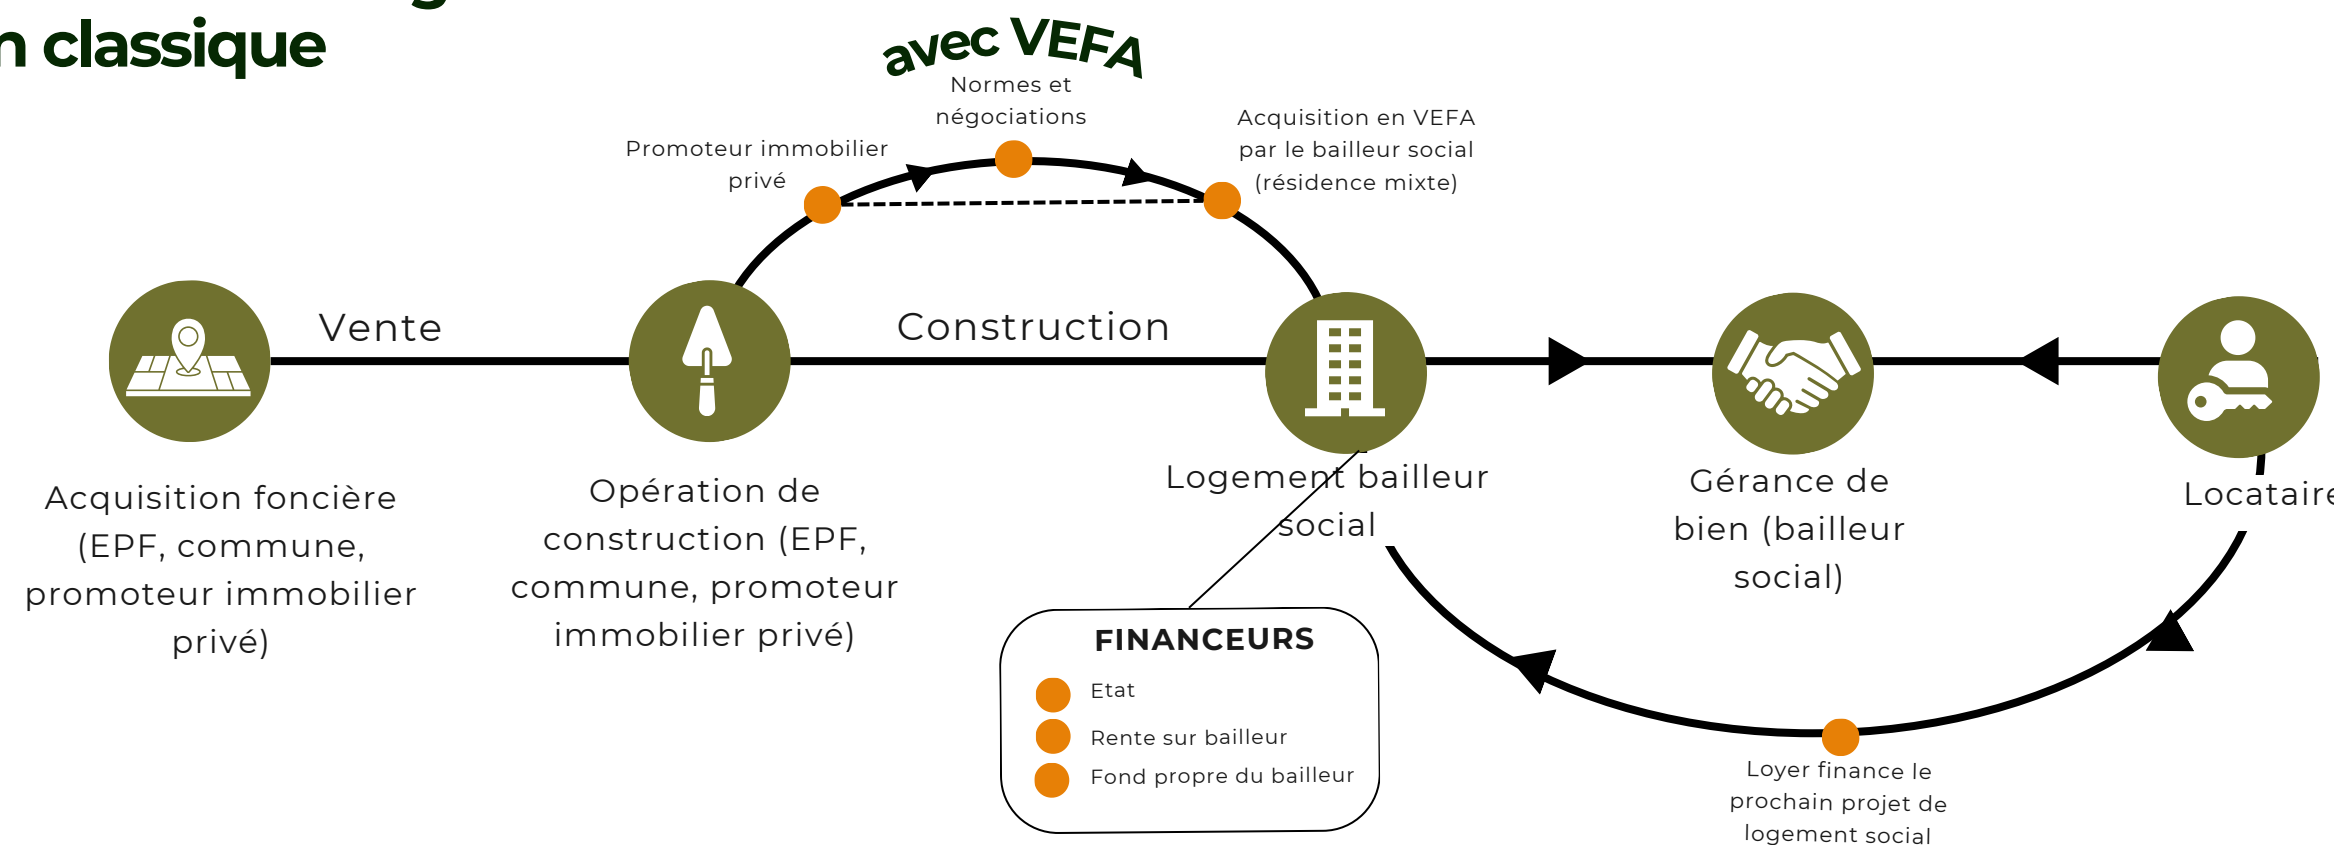 n classique
avec VEFA
Normes et
négociations
Promoteur immobilier
privé
Acquisition en VEFA
par le bailleur social
(résidence mixte)
Vente
Construction
Acquisition foncière
(EPF, commune,
promoteur immobilier
privé)
Opération de
construction (EPF,
commune, promoteur
immobilier privé)
Logement bailleur
social
Gérance de
bien (bailleur
social)
Locataire
FINANCEURS
Etat
Rente sur bailleur
Fond propre du bailleur
Loyer finance le
prochain projet de
logement social